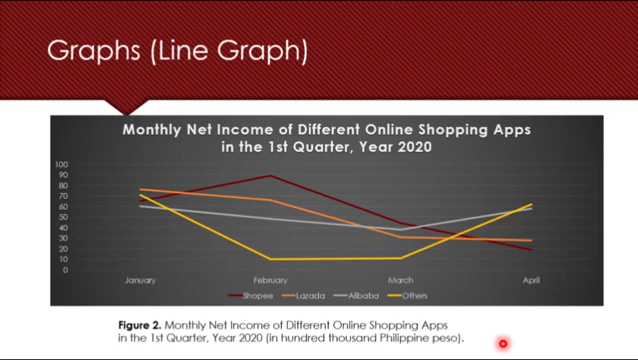 Graphs (Line Graph)
Monthly Net Income of Different Online Shopping Apps
in the 1st Quarter, Year 2020
100
90
80
70
60
50
40
30
20
10
0
January February March April
Shopee Lazada Alibaba Others
Figure 2. Monthly Net Income of Different Online Shopping Apps
in the 1st Quarter, Year 2020 (in hundred thousand Philippine peso).